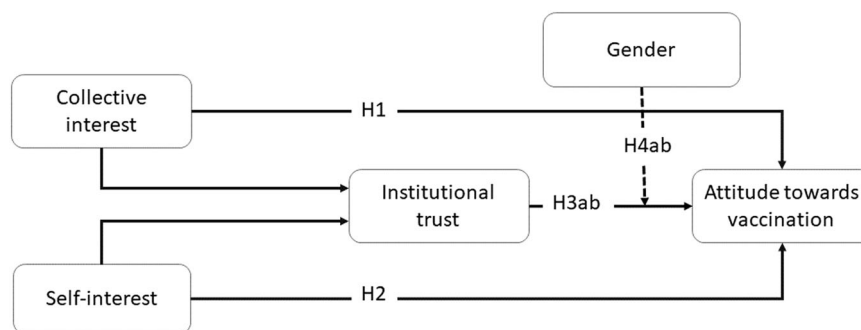 Gender
Collective
interest
H1
H4ab
Institutional
trust
H3ab
Attitude towards
vaccination
Self-interest
H2